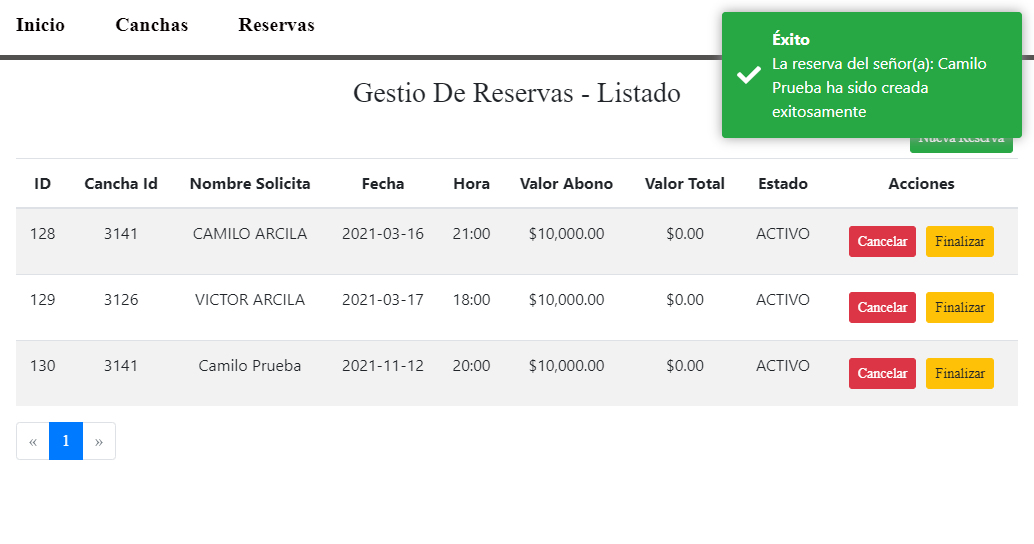 Inicio Canchas Reservas
Éxito
La reserva del señor(a): Camilo
Prueba ha sido creada
exitosamente
Gestio De Reservas - Listado
Nueva Reserva
ID Cancha Id Nombre Solicita Fecha Hora Valor Abono Valor Total Estado Acciones
128 3141 CAMILO ARCILA 2021-03-16 21:00 $10,000.00 $0.00 ACTIVO Cancelar Finalizar
129 3126 VICTOR ARCILA 2021-03-17 18:00 $10,000.00 $0.00 ACTIVO Cancelar Finalizar
130 3141 Camilo Prueba 2021-11-12 20:00 $10,000.00 $0.00 ACTIVO Cancelar Finalizar
« 1 »